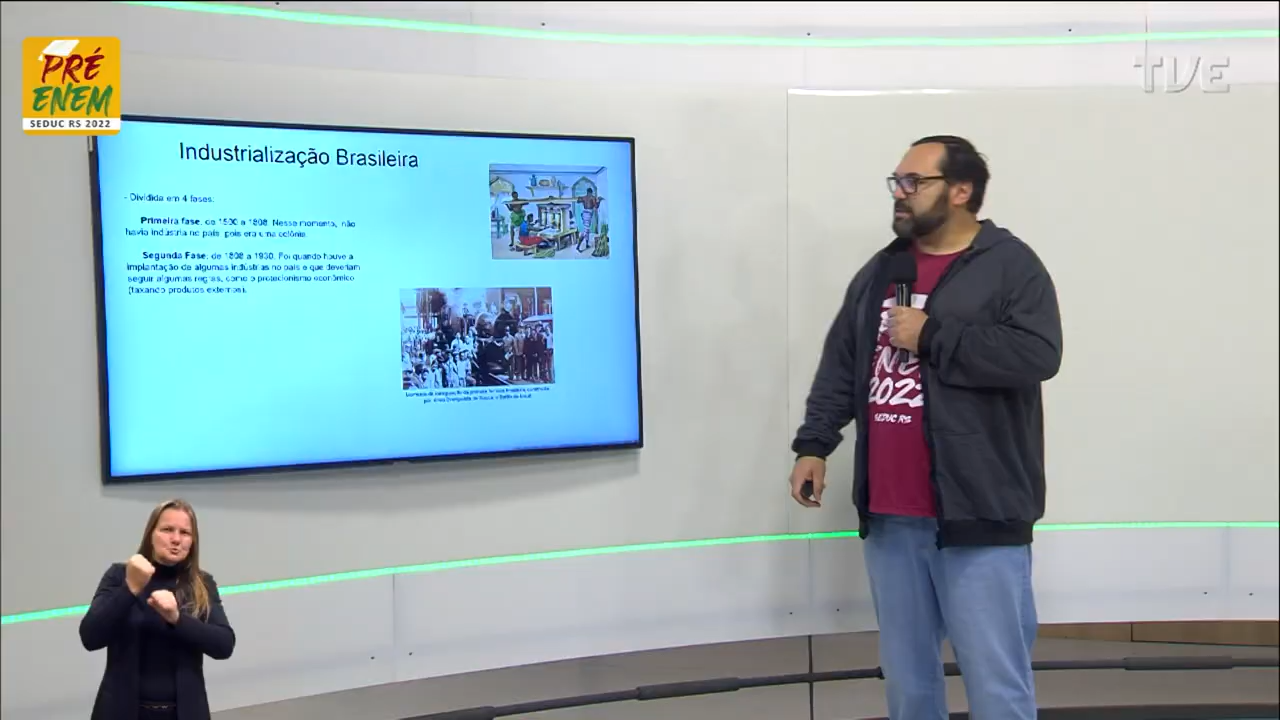 PRÉ
ENEM
SEDUC RS 2022
TVE
Industrialização Brasileira
- Dividida em 4 fases:
Primeira fase: de 1500 a 1808. Nesse momento, não
havia indústria no país, pois era uma colônia.
Segunda Fase: de 1808 a 1930. Foi quando houve a
implantação de algumas indústrias no país e que deveriam
seguir algumas regras, como o protecionismo econômico
(taxando produtos externos).
2022
SEDUC RS